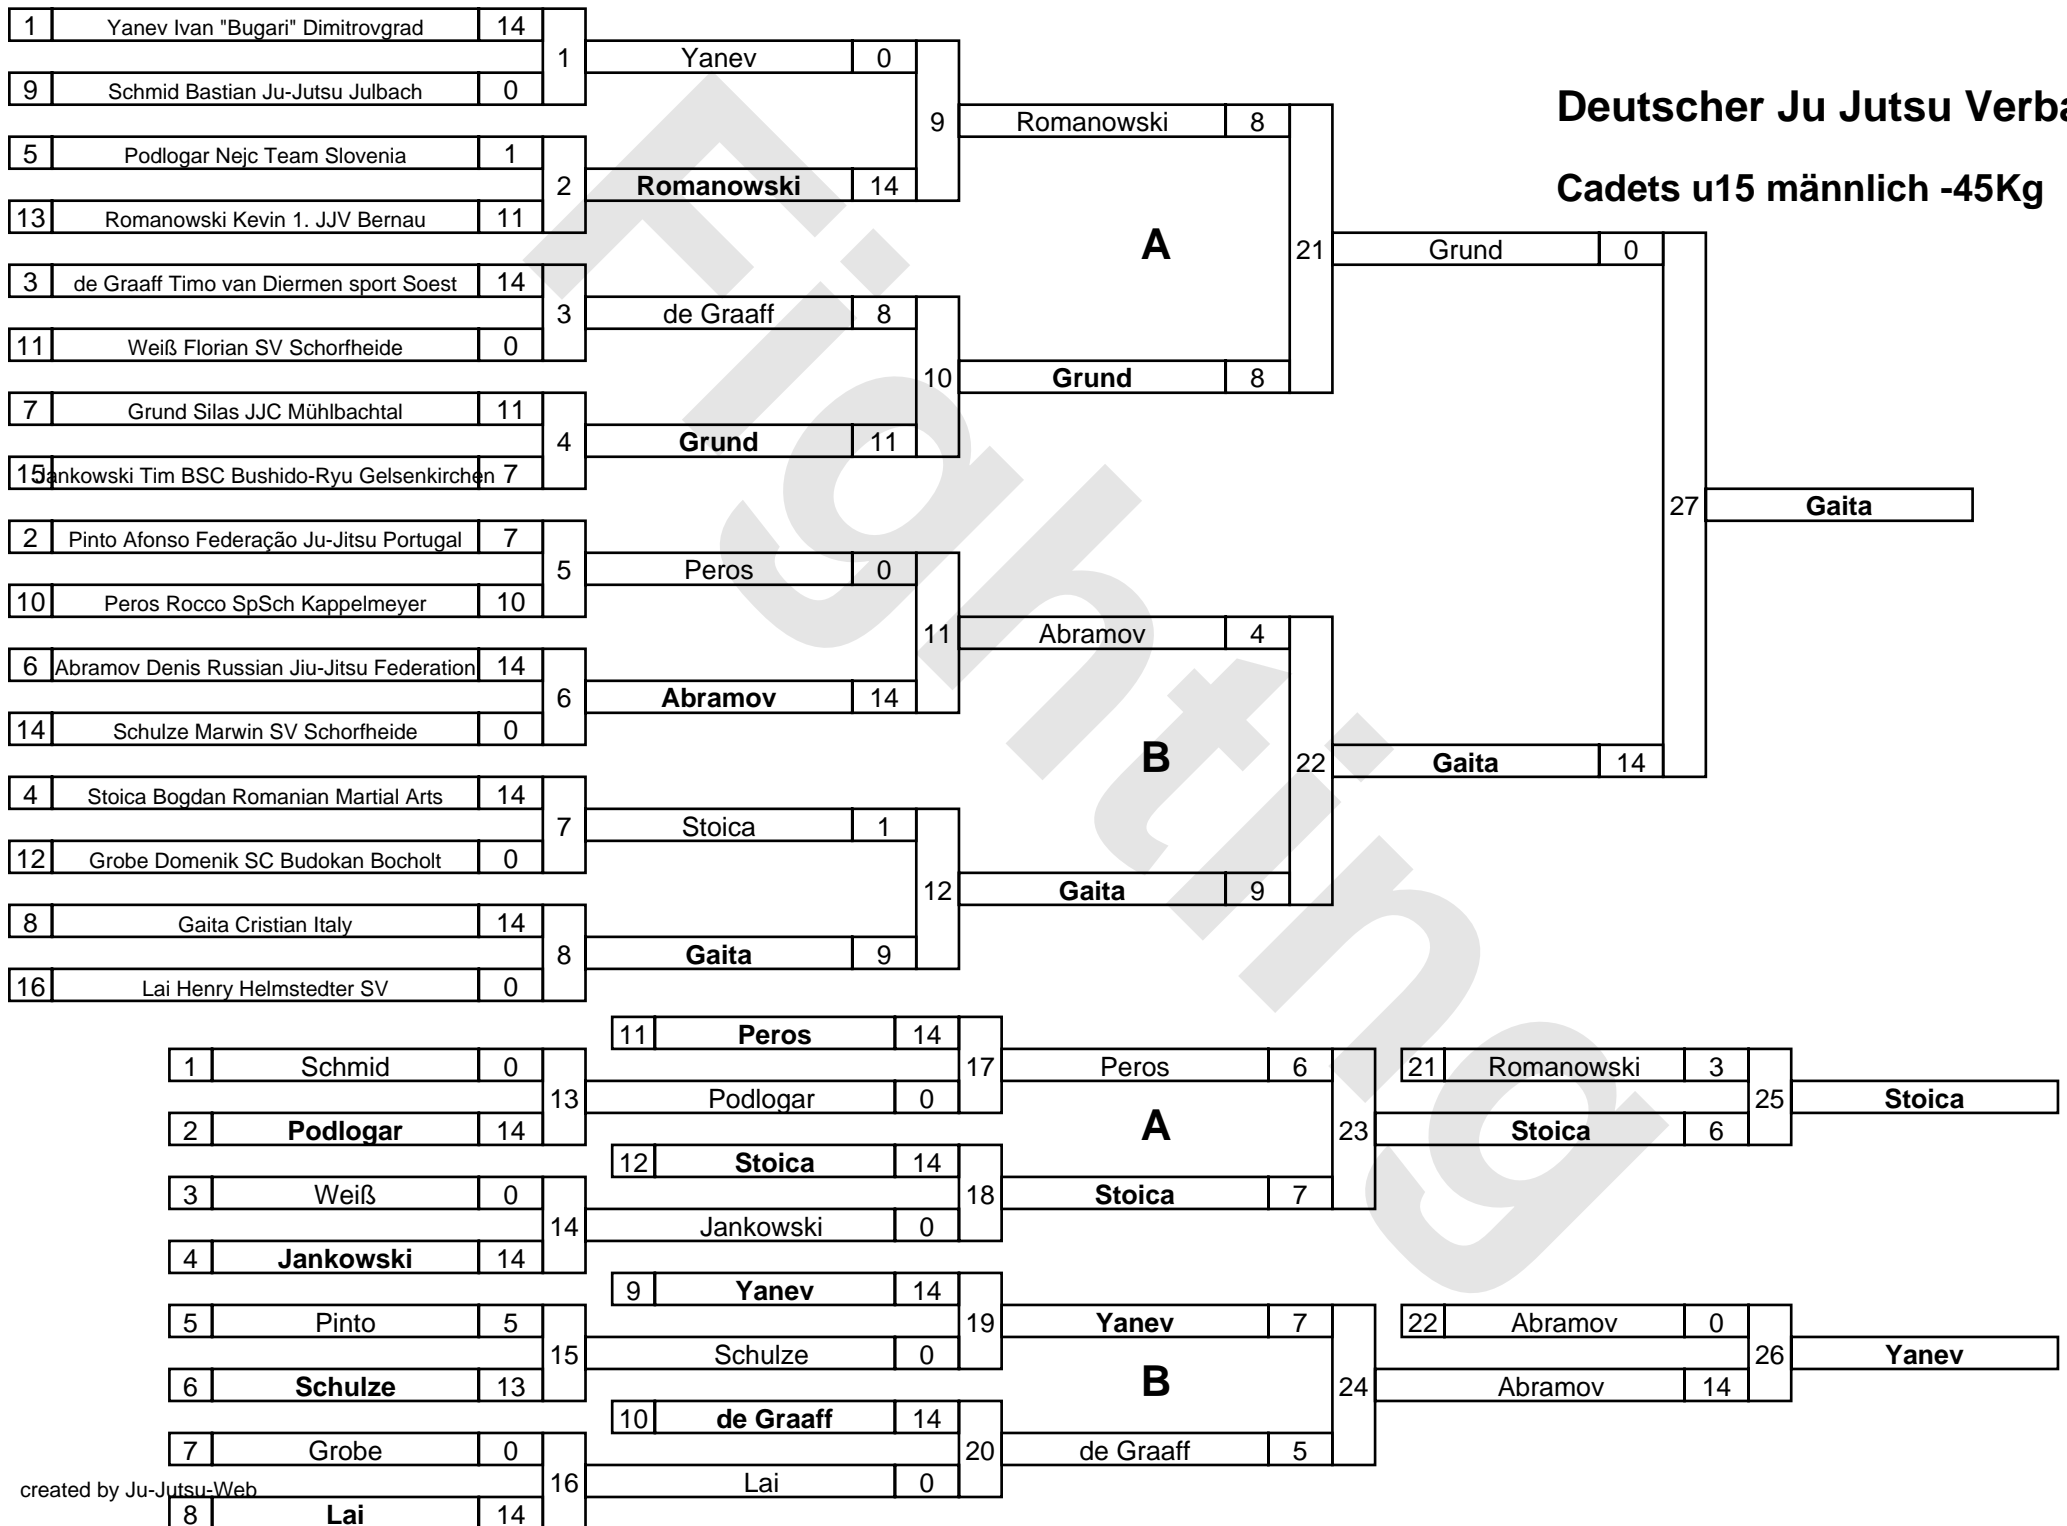 Deutscher Ju Jutsu Verba
Cadets u15 männlich -45Kg
Fighting
1 Yanev Ivan "Bugari" Dimitrovgrad 14
9 Schmid Bastian Ju-Jutsu Julbach 0
1
5 Podlogar Nejc Team Slovenia 1
13 Romanowski Kevin 1. JJV Bernau 11
2
3 de Graaff Timo van Diermen sport Soest 14
11 Weiß Florian SV Schorfheide 0
3
7 Grund Silas JJC Mühlbachtal 11
15 Jankowski Tim BSC Bushido-Ryu Gelsenkirchen 7
4
2 Pinto Afonso Federação Ju-Jitsu Portugal 7
10 Peros Rocco SpSch Kappelmeyer 10
5
6 Abramov Denis Russian Jiu-Jitsu Federation 14
14 Schulze Marwin SV Schorfheide 0
6
4 Stoica Bogdan Romanian Martial Arts 14
12 Grobe Domenik SC Budokan Bocholt 0
7
8 Gaita Cristian Italy 14
16 Lai Henry Helmstedter SV 0
8
Yanev 0
Romanowski 14
9
de Graaff 8
Grund 11
10
Peros 0
Abramov 14
11
Stoica 1
Gaita 9
12
Romanowski 8
A
Grund 8
21
Abramov 4
B
Gaita 9
22
Grund 0
Gaita 14
27
Gaita
1 Schmid 0
2 Podlogar 14
13
3 Weiß 0
4 Jankowski 14
14
5 Pinto 5
6 Schulze 13
15
7 Grobe 0
8 Lai 14
16
11 Peros 14
Podlogar 0
17
12 Stoica 14
Jankowski 0
18
9 Yanev 14
Schulze 0
19
10 de Graaff 14
Lai 0
20
Peros 6
A
Stoica 7
23
Yanev 7
B
de Graaff 5
24
21 Romanowski 3
Stoica 6
25
Stoica
22 Abramov 0
Abramov 14
26
Yanev
created by Ju-Jutsu-Web